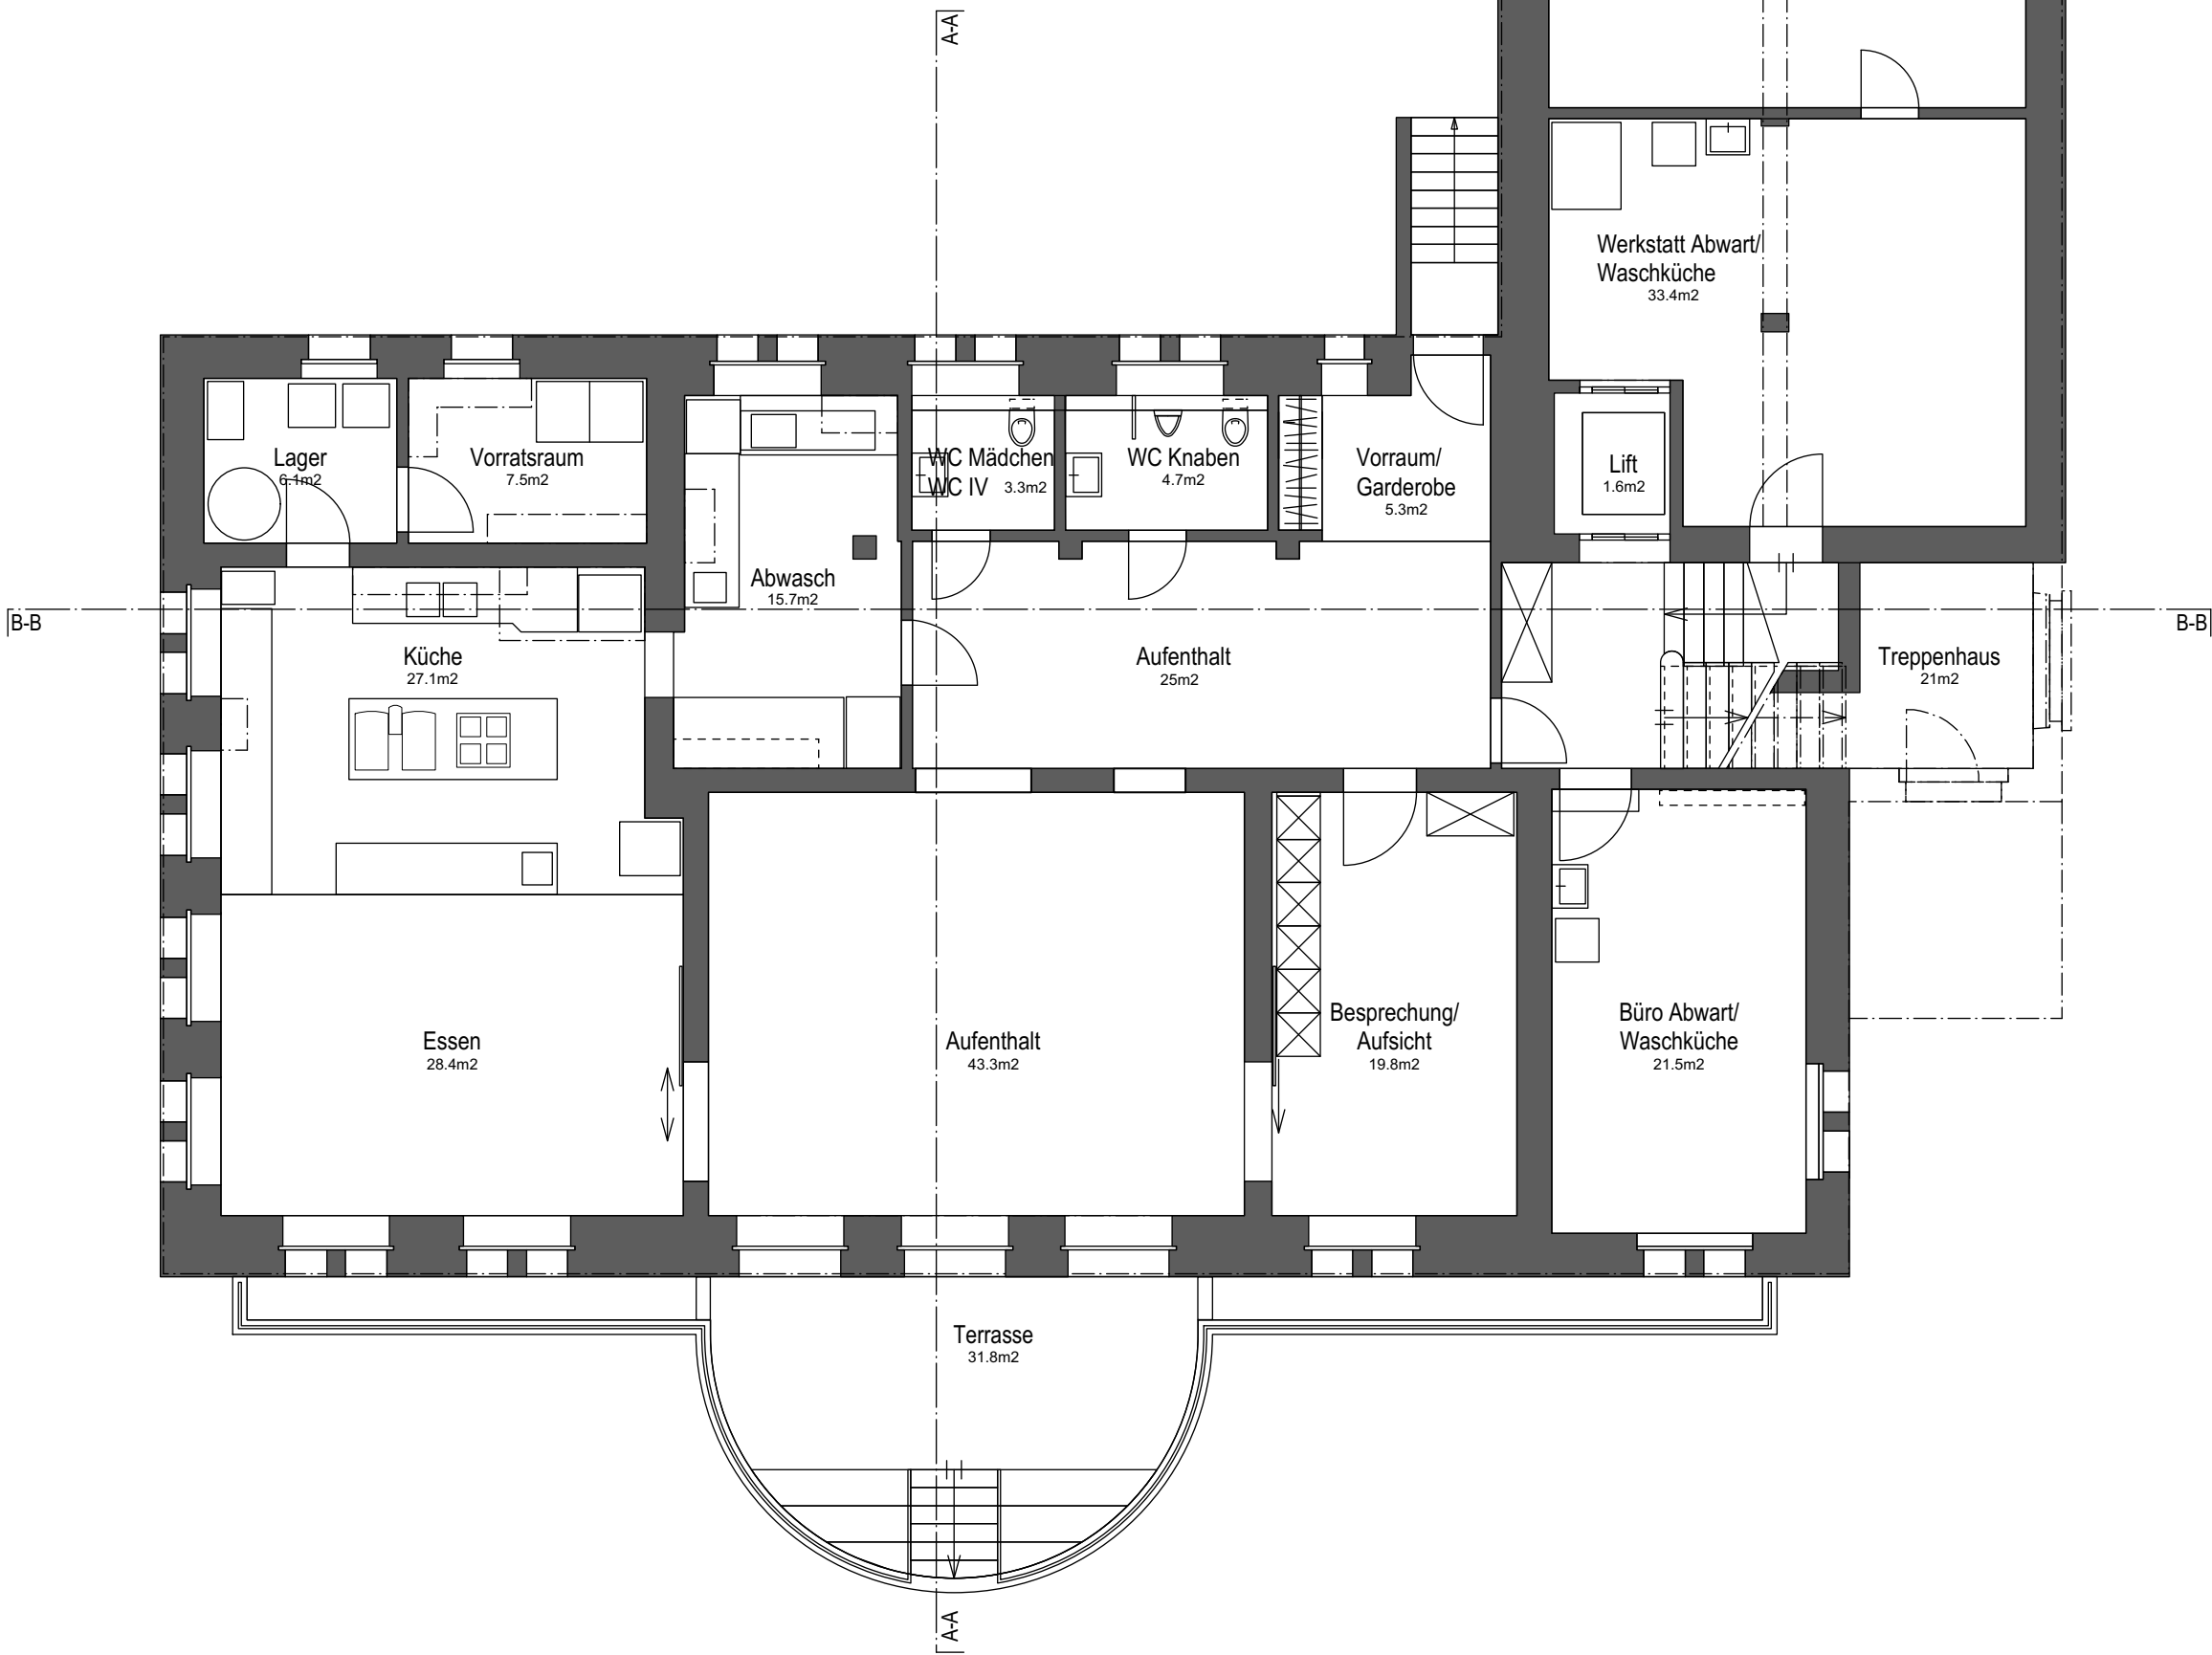 A-A
Werkstatt Abwart/
Waschküche
33.4m2
Lager
6.1m2
Vorratsraum
7.5m2
WC Mädchen
WC IV 3.3m2
WC Knaben
4.7m2
Vorraum/
Garderobe
5.3m2
Lift
1.6m2
Abwasch
15.7m2
B-B
B-B
Küche
27.1m2
Aufenthalt
25m2
Treppenhaus
21m2
Essen
28.4m2
Aufenthalt
43.3m2
Besprechung/
Aufsicht
19.8m2
Büro Abwart/
Waschküche
21.5m2
Terrasse
31.8m2
A-A